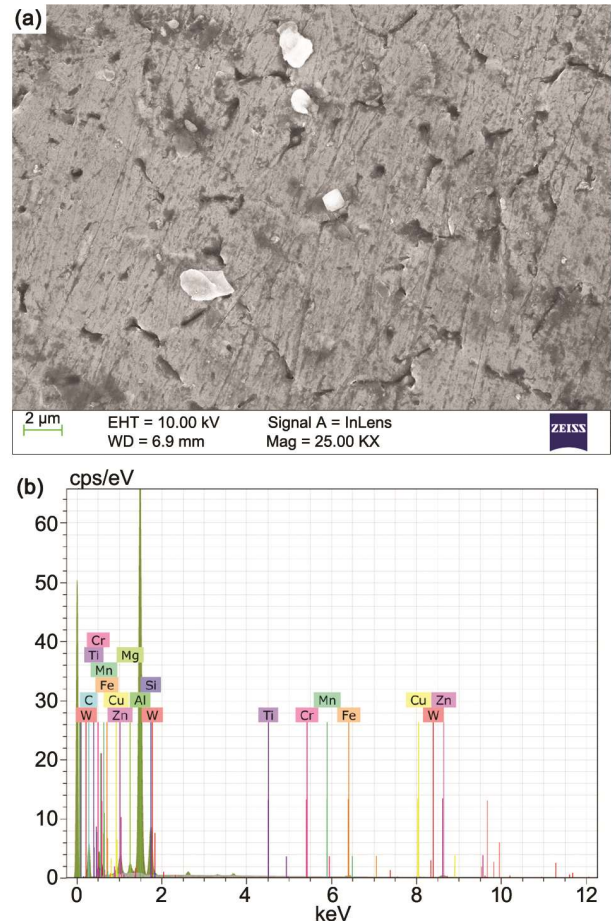 (a)
2 µm
EHT = 10.00 kV
Signal A = InLens
WD = 6.9 mm
Mag = 25.00 KX
ZEISS
(b)
cps/eV
60
50
40
30
20
10
0
Cr
Ti
Mg
Mn
Fe
Si
C
Cu
Al
W
Zn
W
Ti
Cr
Mn
Fe
Cu
W
Zn
0 2 4 6 8 10 12
keV